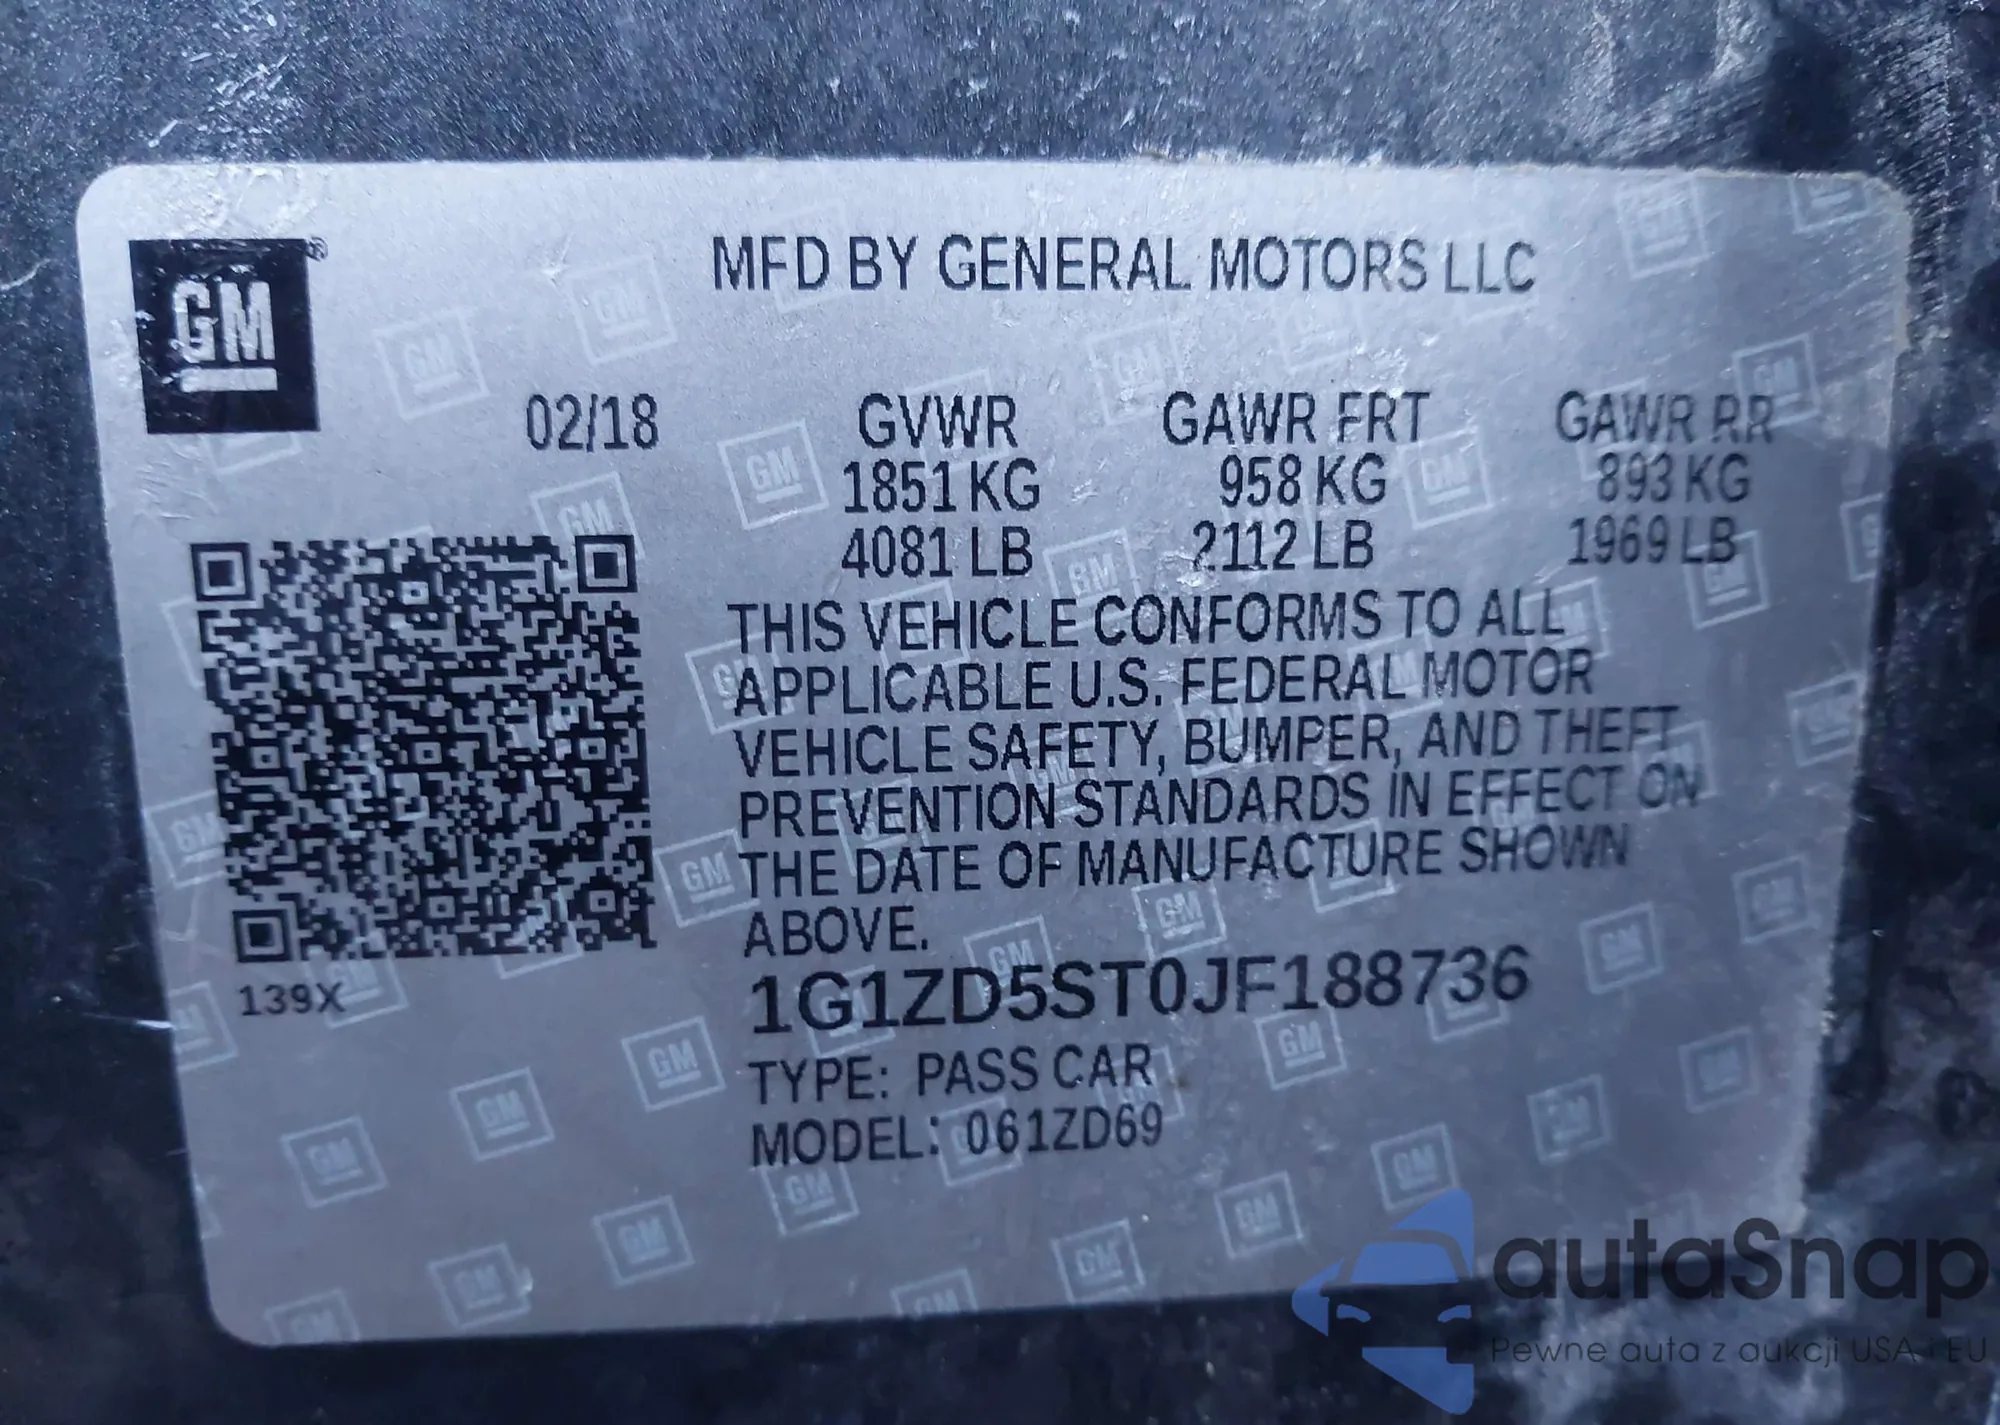 GM®
MFD BY GENERAL MOTORS LLC
02/18 GVWR GAWR FRT GAWR RR
1851 KG 958 KG 893 KG
4081 LB 2112 LB 1969 LB
THIS VEHICLE CONFORMS TO ALL
APPLICABLE U.S. FEDERAL MOTOR
VEHICLE SAFETY, BUMPER, AND THEFT
PREVENTION STANDARDS IN EFFECT ON
THE DATE OF MANUFACTURE SHOWN
ABOVE.
139X
1G1ZD5ST0JF188736
TYPE: PASS CAR
MODEL: 061ZD69
autaSnap
Pewne auta z aukcji USA i EU